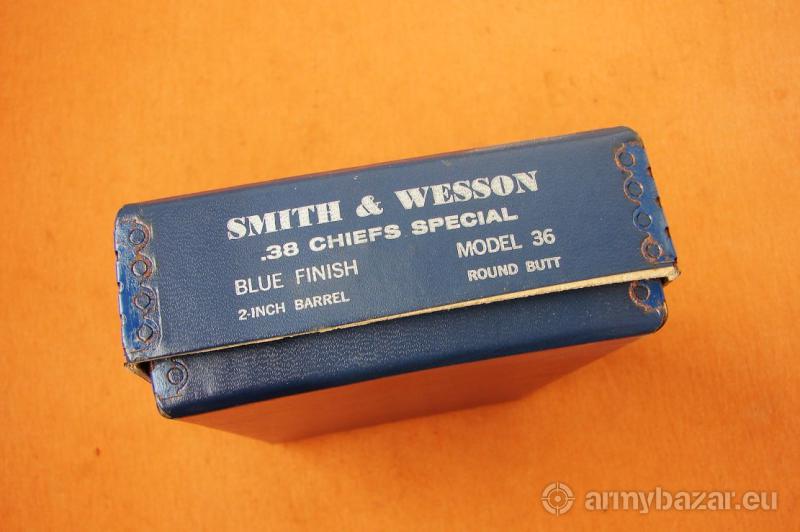 SMITH & WESSON
.38 CHIEFS SPECIAL
BLUE FINISH MODEL 36
2-INCH BARREL ROUND BUTT
armybazar.eu